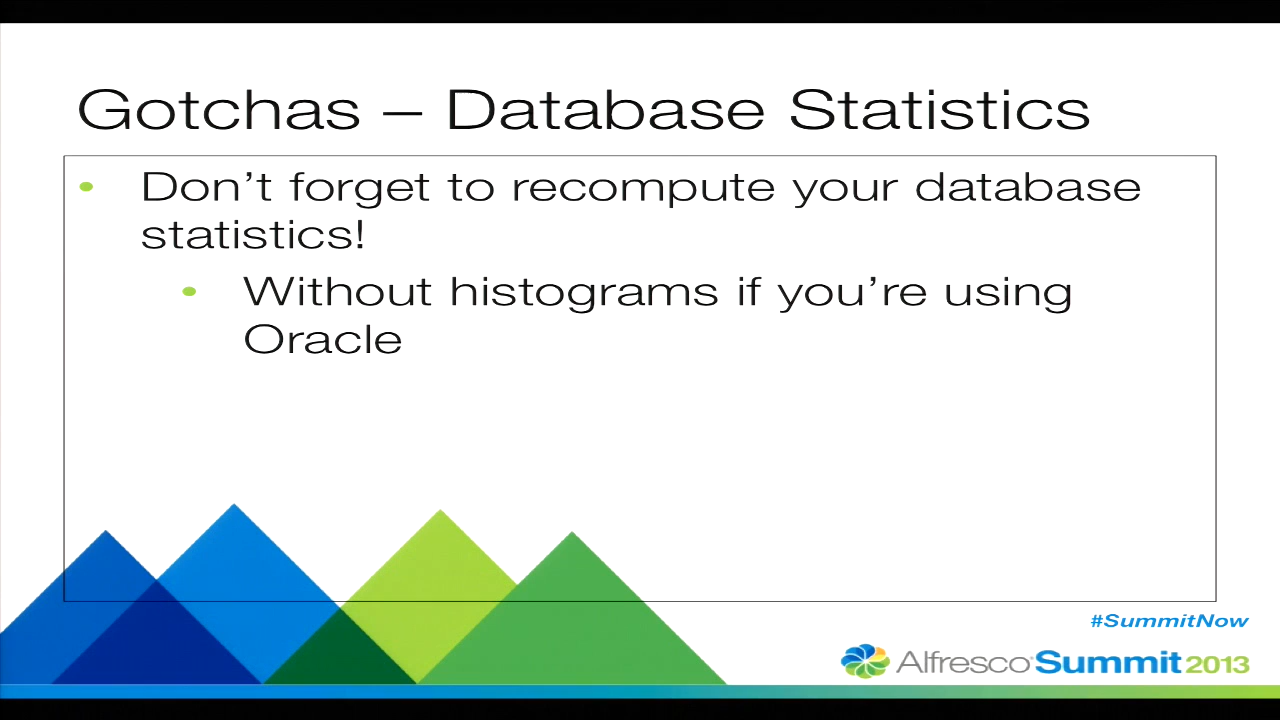 Gotchas – Database Statistics
• Don’t forget to recompute your database
statistics!
• Without histograms if you’re using
Oracle
#SummitNow
Alfresco Summit 2013